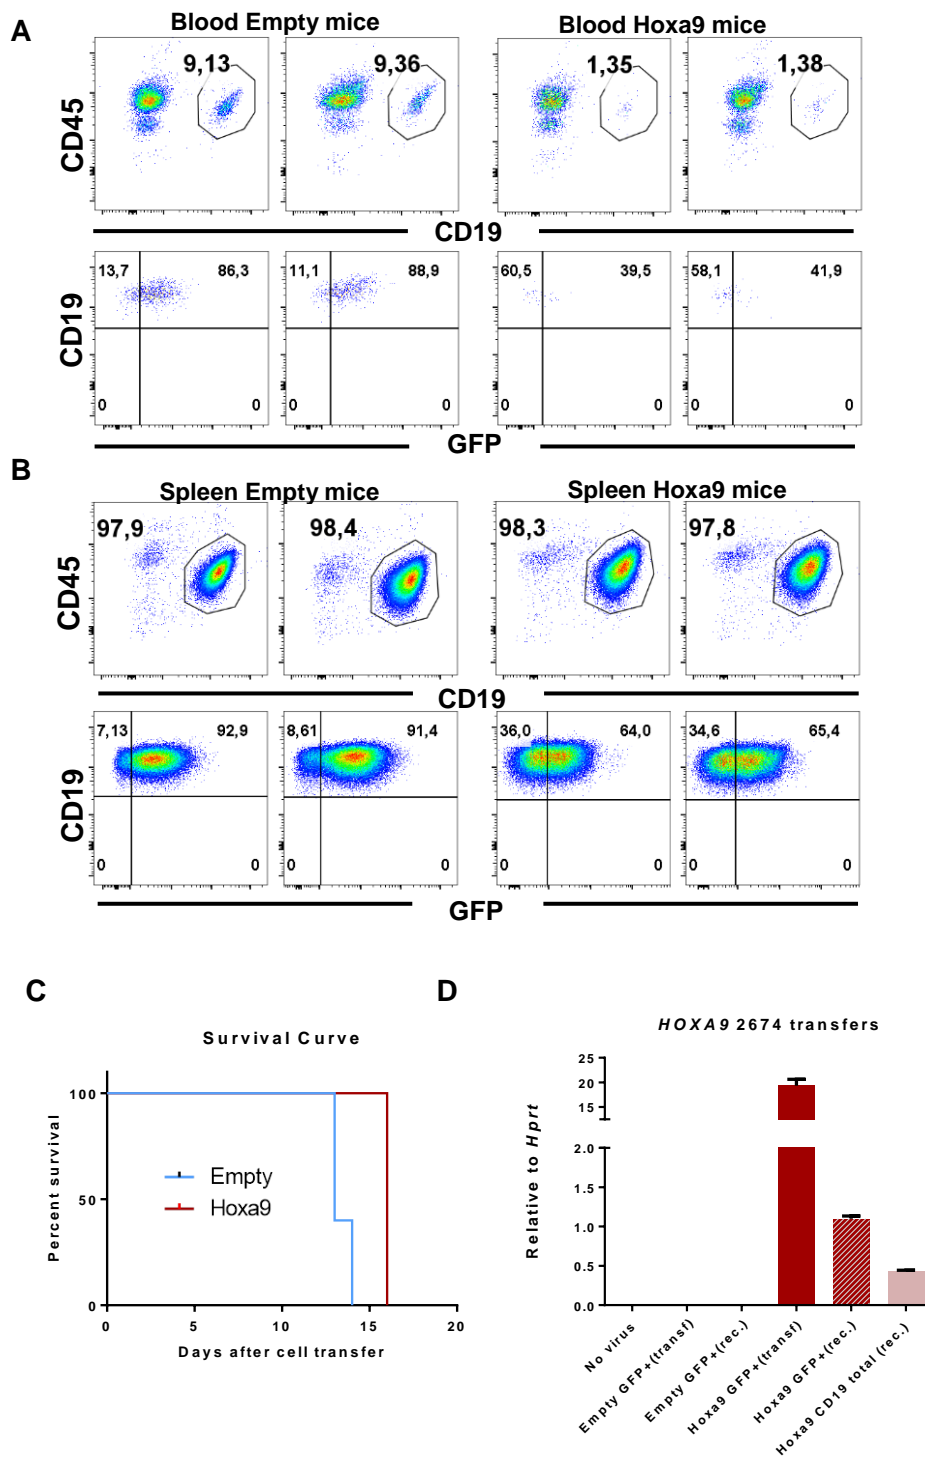 A
Blood Empty mice
Blood Hoxa9 mice
9,13
9,36
1,35
1,38
CD45
CD19
13,7
86,3
11,1
88,9
60,5
39,5
58,1
41,9
CD19
0
0
0
0
0
0
0
0
GFP
B
Spleen Empty mice
Spleen Hoxa9 mice
97,9
98,4
98,3
97,8
CD45
CD19
7,13
92,9
8,61
91,4
36,0
64,0
34,6
65,4
CD19
0
0
0
0
0
0
0
0
GFP
C
Survival Curve
Percent survival
100
50
0
Empty
Hoxa9
0
5
10
15
20
Days after cell transfer
D
HOXA9 2674 transfers
Relative to Hprt
25
20
15
2.0
1.5
1.0
0.5
0.0
No virus
Empty GFP+(transf)
Empty GFP+(rec.)
Hoxa9 GFP+(transf)
Hoxa9 GFP+(rec.)
Hoxa9 CD19 total (rec.)